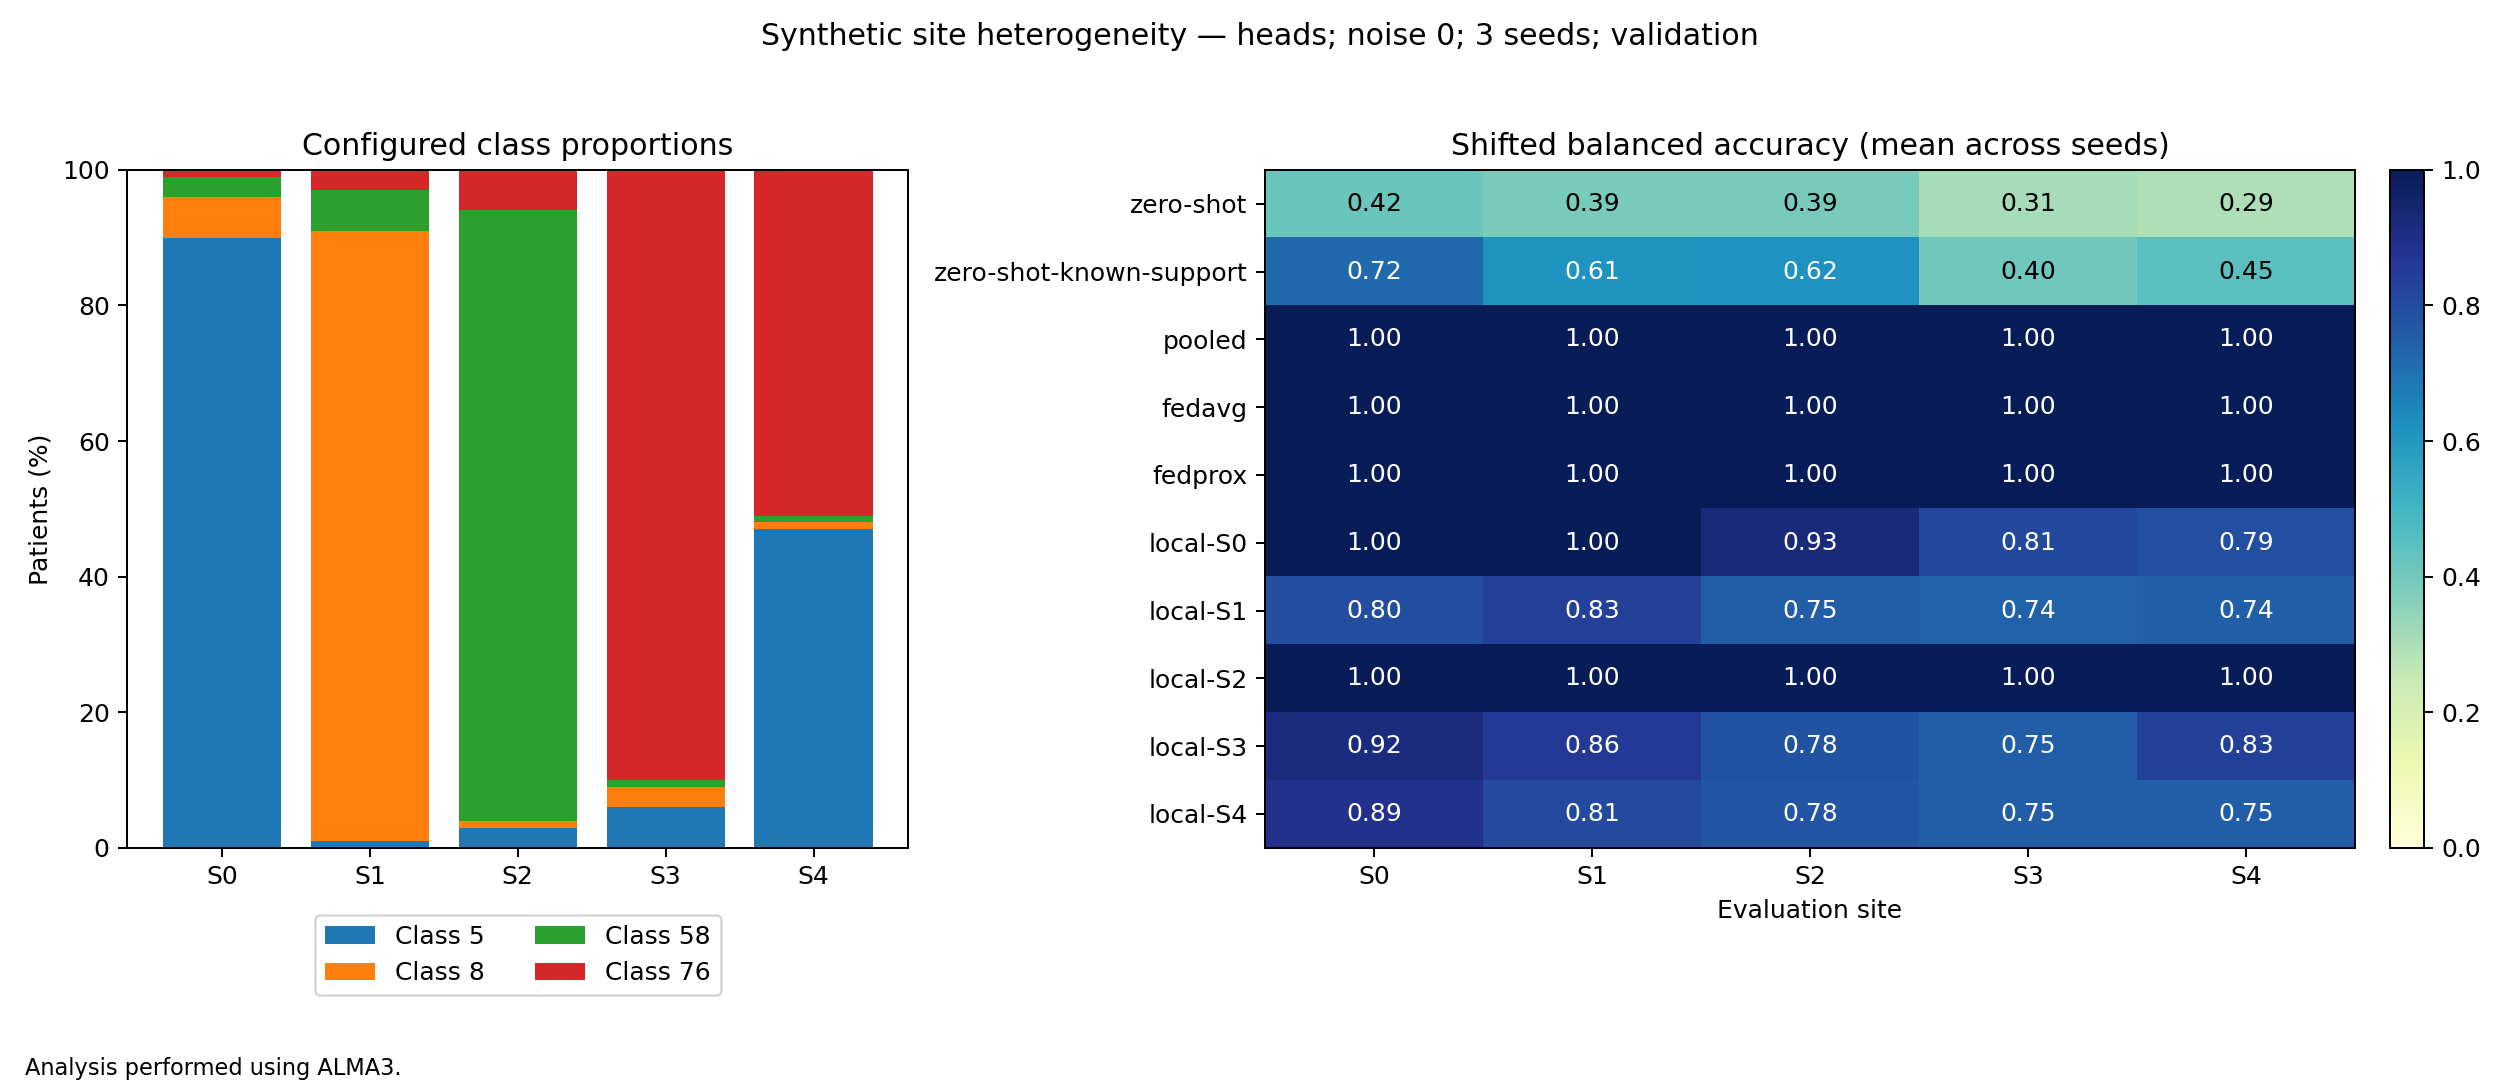 Synthetic site heterogeneity — heads; noise 0; 3 seeds; validation
Configured class proportions
Patients (%)
100
80
60
40
20
0
S0 S1 S2 S3 S4
Class 5 Class 58
Class 8 Class 76
Shifted balanced accuracy (mean across seeds)
zero-shot 0.42 0.39 0.39 0.31 0.29
zero-shot-known-support 0.72 0.61 0.62 0.40 0.45
pooled 1.00 1.00 1.00 1.00 1.00
fedavg 1.00 1.00 1.00 1.00 1.00
fedprox 1.00 1.00 1.00 1.00 1.00
local-S0 1.00 1.00 0.93 0.81 0.79
local-S1 0.80 0.83 0.75 0.74 0.74
local-S2 1.00 1.00 1.00 1.00 1.00
local-S3 0.92 0.86 0.78 0.75 0.83
local-S4 0.89 0.81 0.78 0.75 0.75
S0 S1 S2 S3 S4
Evaluation site
1.0
0.8
0.6
0.4
0.2
0.0
Analysis performed using ALMA3.